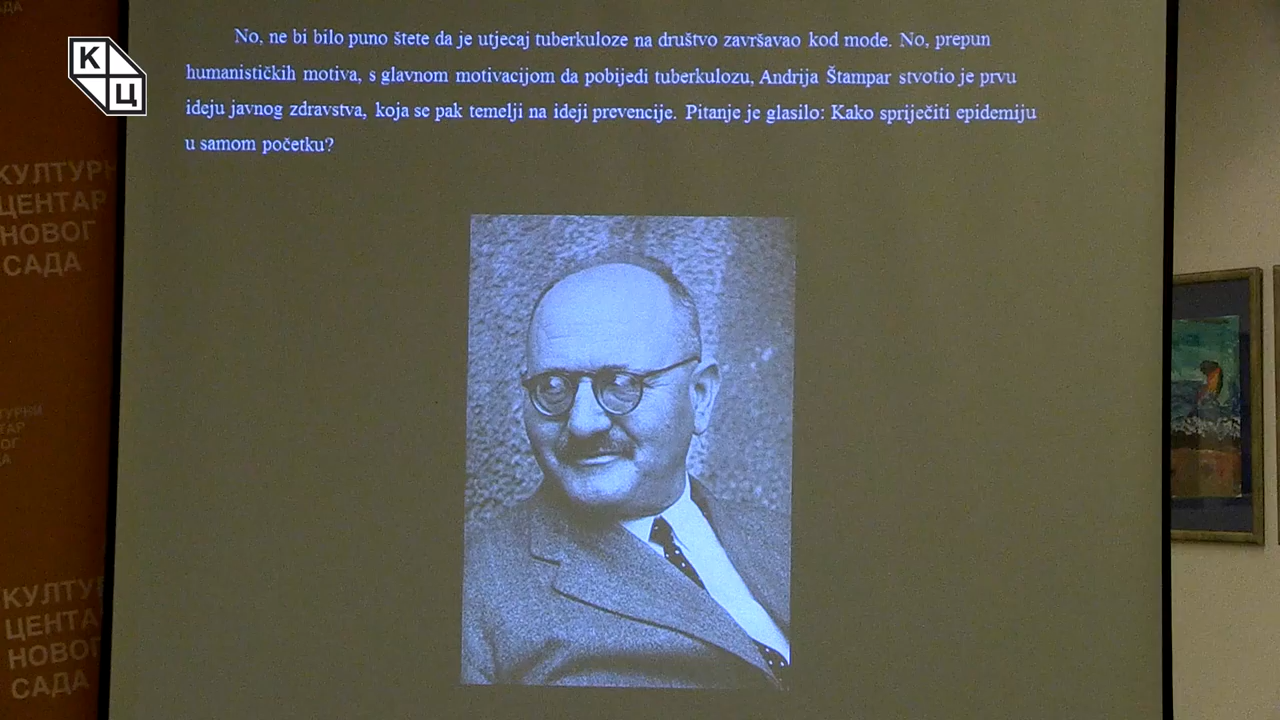 САДА
К
Ц
No, ne bi bilo puno štete da je utjecaj tuberkuloze na društvo završavao kod mode. No, prepun
humanističkih motiva, s glavnom motivacijom da pobijedi tuberkulozu, Andrija Štampar stvotio je prvu
ideju javnog zdravstva, koja se pak temelji na ideji prevencije. Pitanje je glasilo: Kako spriječiti epidemiju
u samom početku?
КУЛТУРН
ЦЕНТАР
НОВОГ
САДА
КУЛТУР
ЦЕНТА
НОВОГ
САДА